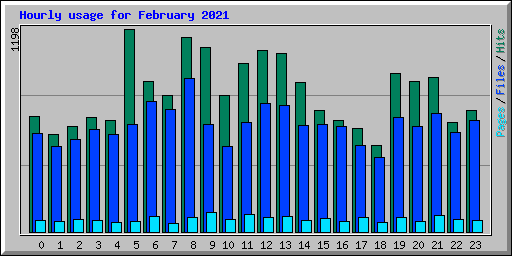 Hourly usage for February 2021
1198
Pages/Files/Hits
0 1 2 3 4 5 6 7 8 9 10 11 12 13 14 15 16 17 18 19 20 21 22 23